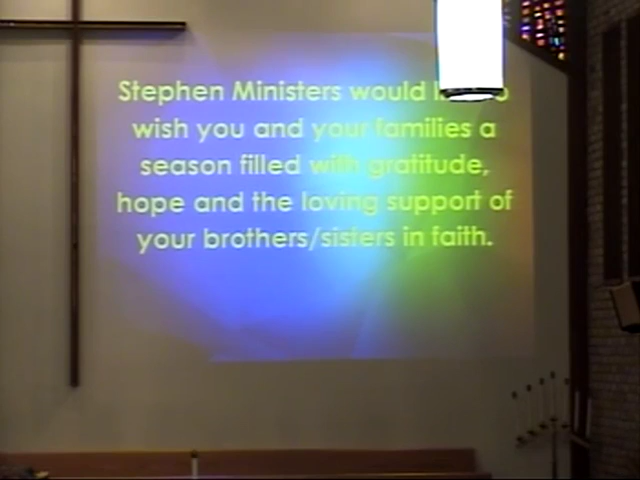 Stephen Ministers would
wish you and your families a
season filled with gratitude,
hope and the loving support of
your brothers/sisters in faith.